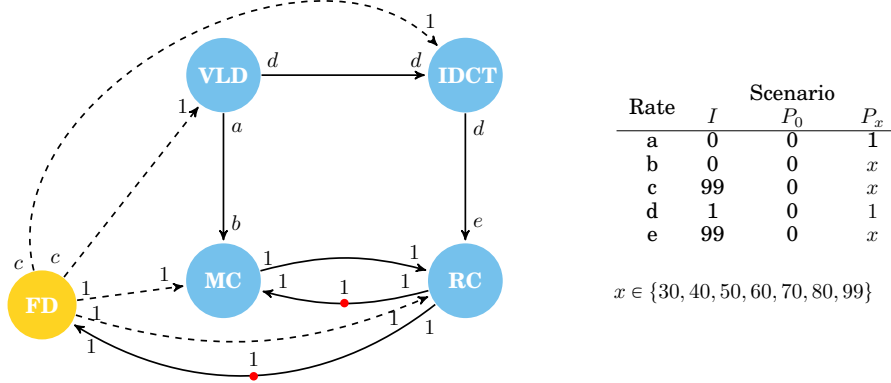 1
VLD
d
d
IDCT
1
a
d
b
e
c
c
MC
1
1
RC
1
1
1
FD
1
1
1
1
1
1
1
1
Scenario
Rate
I
P0
Px
a
0
0
1
b
0
0
x
c
99
0
x
d
1
0
1
e
99
0
x
x ∈ {30, 40, 50, 60, 70, 80, 99}